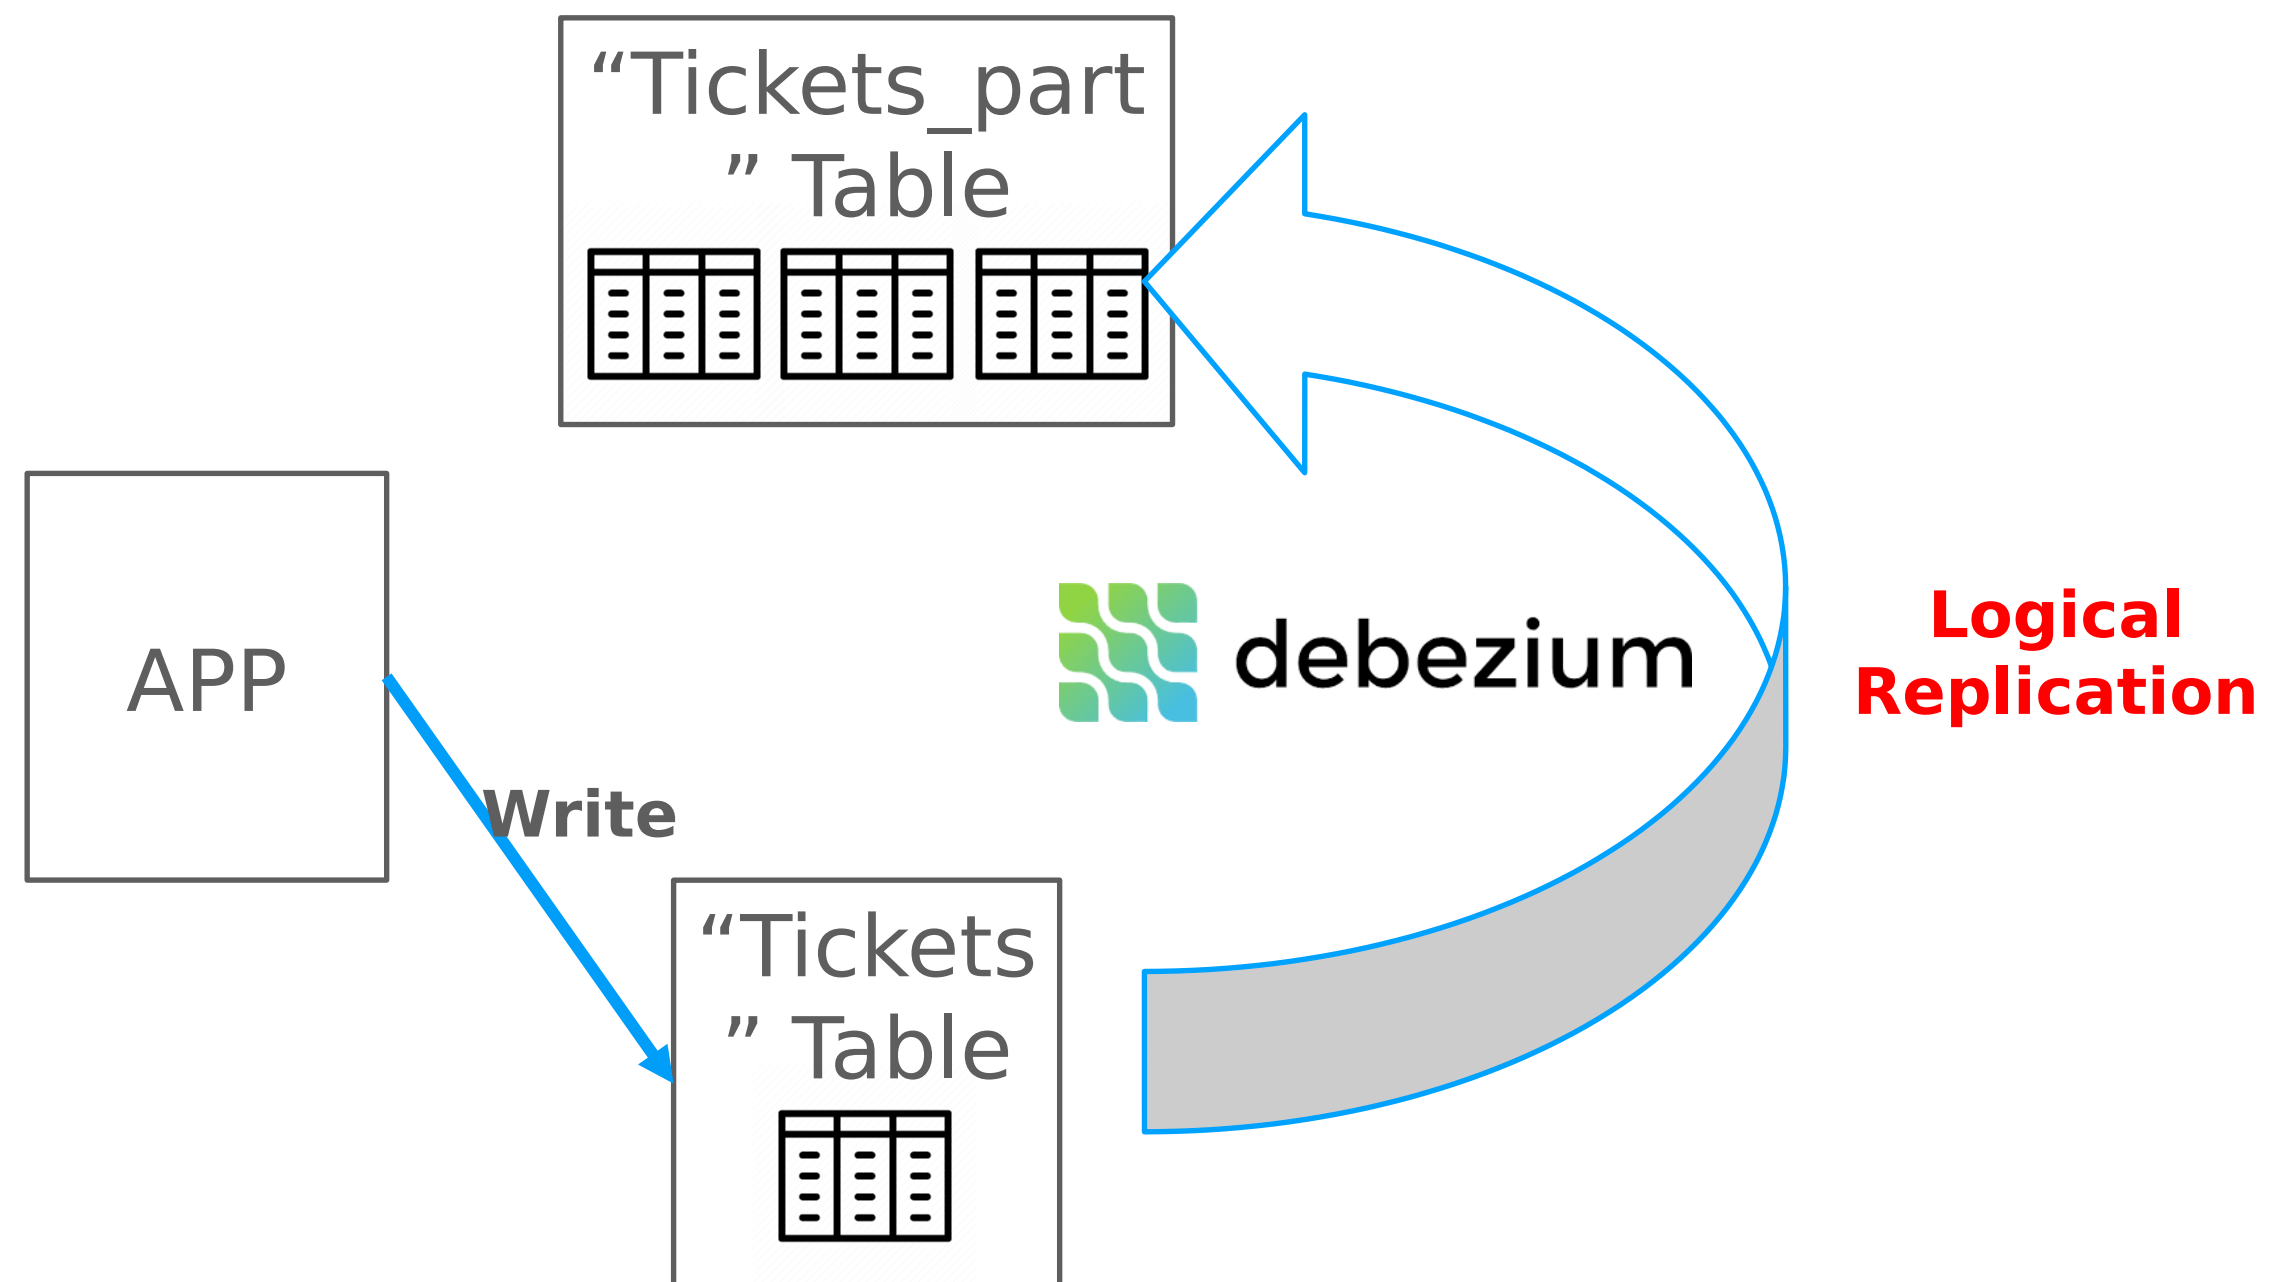 “Tickets_part
” Table
APP
Write
debezium
Logical
Replication
“Tickets
” Table